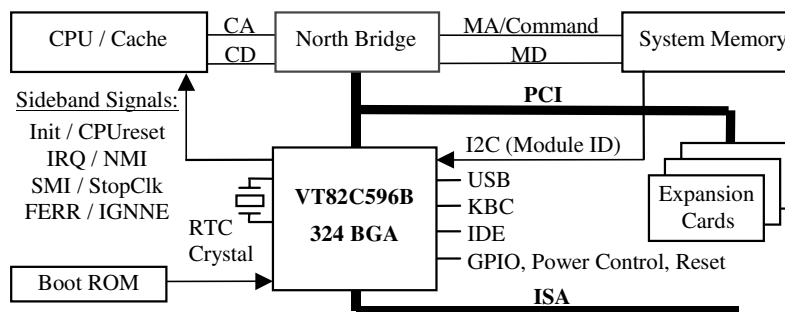 CPU / Cache
CA
CD
North Bridge
MA/Command
MD
System Memory
Sideband Signals:
Init / CPUreset
IRQ / NMI
SMI / StopClk
FERR / IGNNE
PCI
I2C (Module ID)
RTC
Crystal
VT82C596B
324 BGA
USB
KBC
IDE
GPIO, Power Control, Reset
Expansion
Cards
Boot ROM
ISA